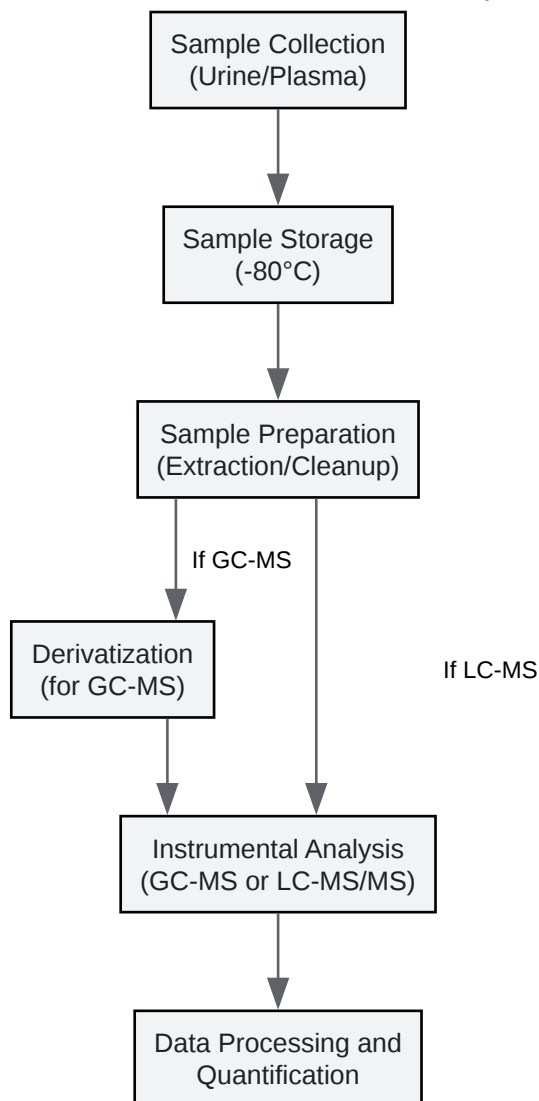 Sample Collection
(Urine/Plasma)
Sample Storage
(-80°C)
Sample Preparation
(Extraction/Cleanup)
If GC-MS
Derivatization
(for GC-MS)
If LC-MS
Instrumental Analysis
(GC-MS or LC-MS/MS)
Data Processing and
Quantification